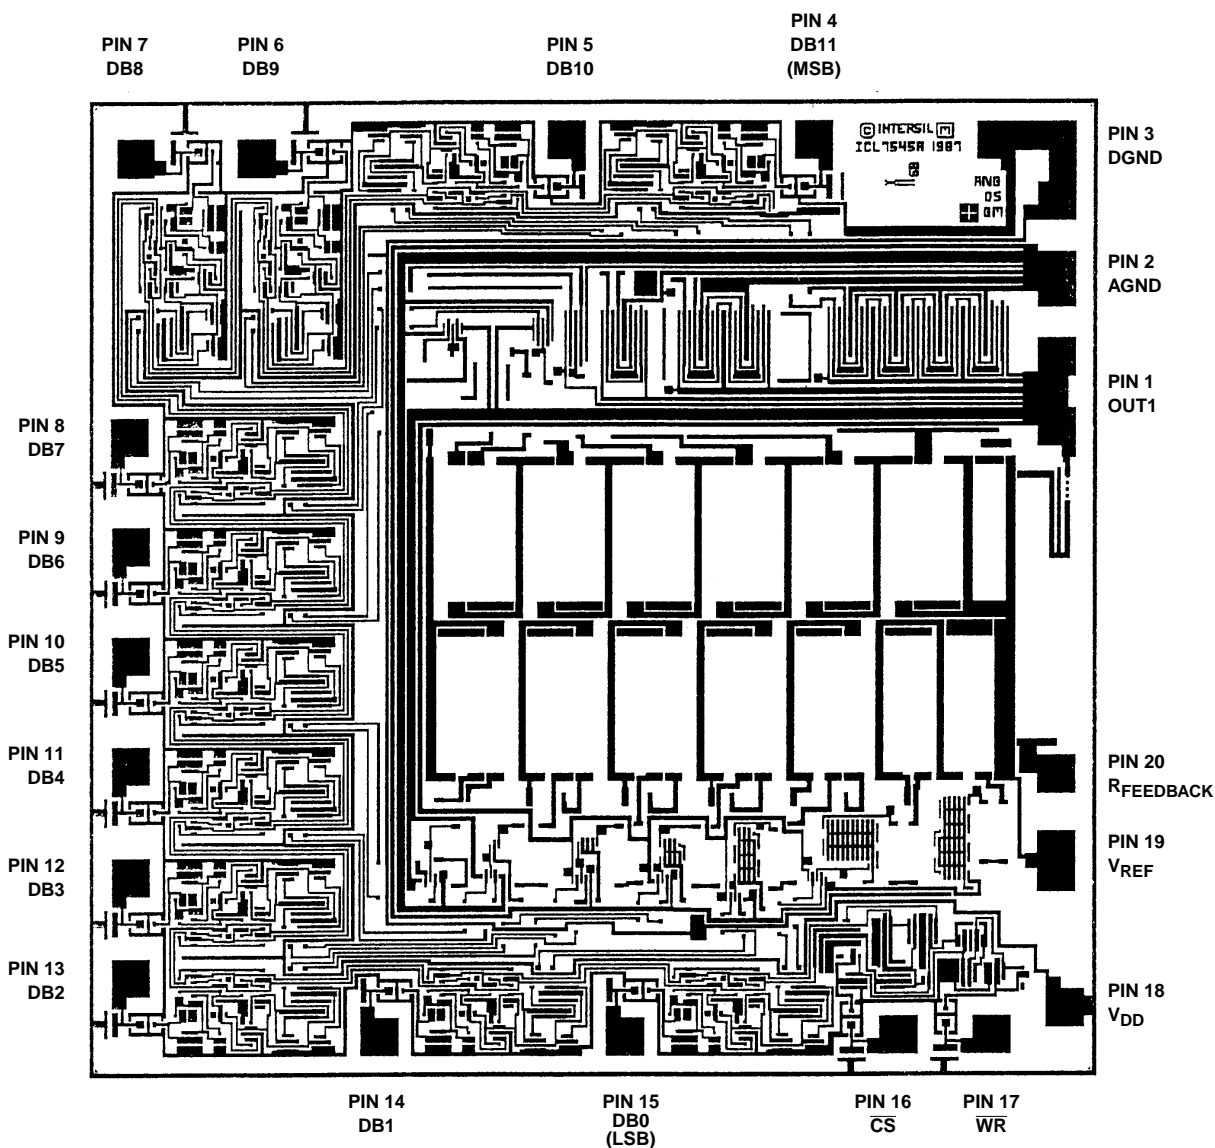 PIN 7
DB8
PIN 6
DB9
PIN 5
DB10
PIN 4
DB11
(MSB)
© INTERSIL M
ICL7545A 1987
PIN 3
DGND
PIN 2
AGND
PIN 1
OUT1
PIN 8
DB7
PIN 9
DB6
PIN 10
DB5
PIN 11
DB4
PIN 12
DB3
PIN 13
DB2
PIN 20
RFEEDBACK
PIN 19
VREF
PIN 18
VDD
PIN 14
DB1
PIN 15
DB0
(LSB)
PIN 16
CS
PIN 17
WR